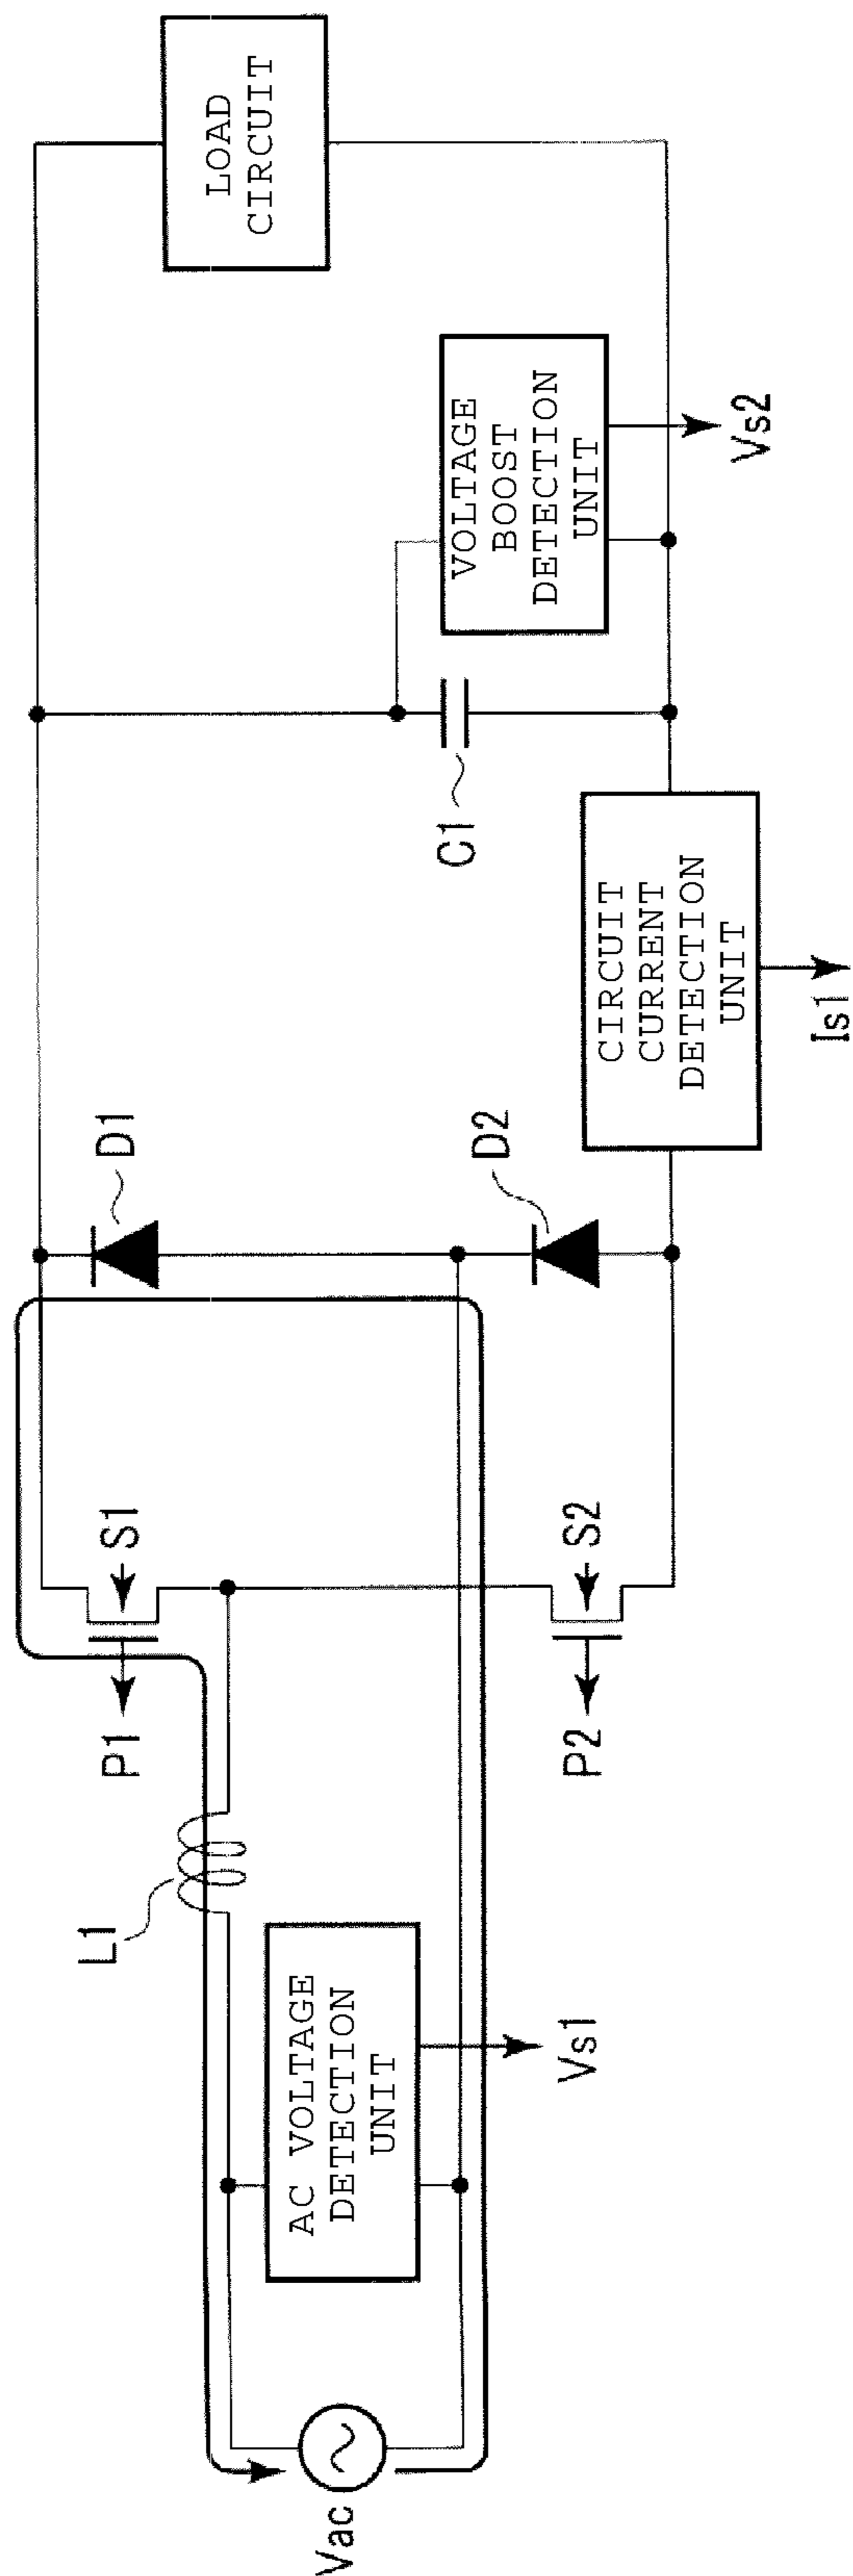 Vac
AC VOLTAGE
DETECTION
UNIT
Vs1
L1
P1
S1
P2
S2
D1
D2
CIRCUIT
CURRENT
DETECTION
UNIT
Is1
C1
VOLTAGE
BOOST
DETECTION
UNIT
Vs2
LOAD
CIRCUIT